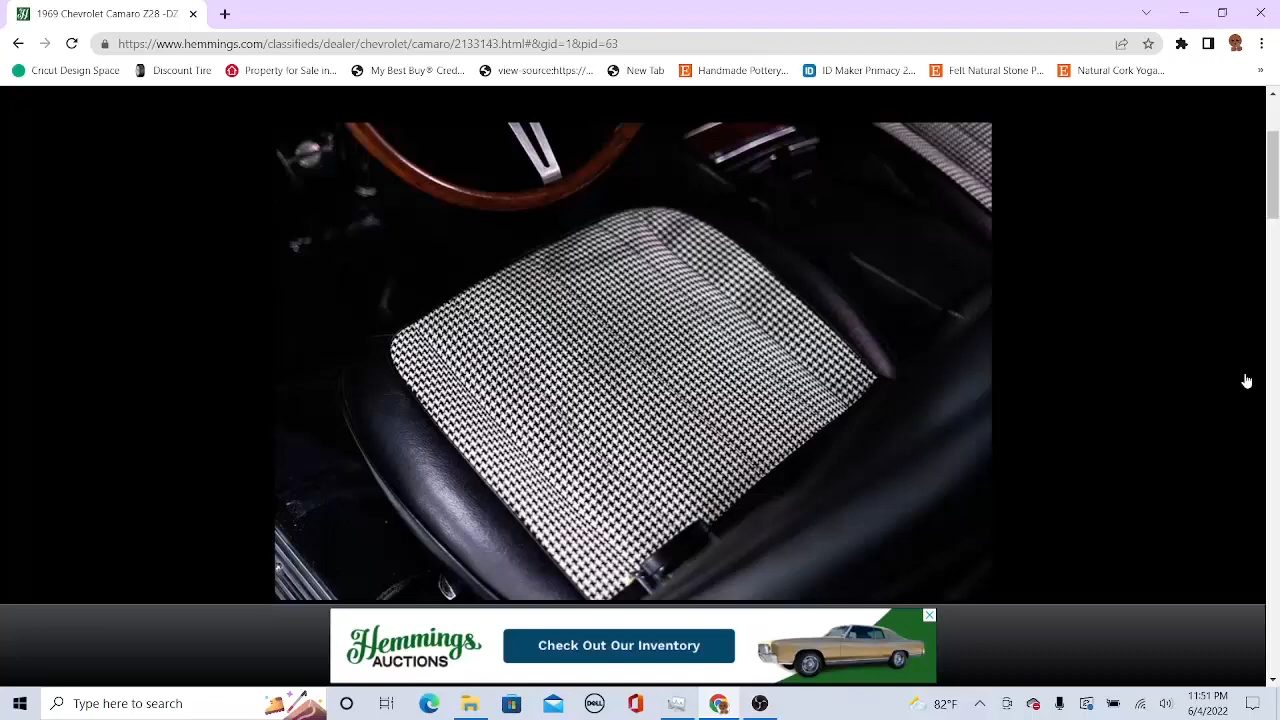 1969 Chevrolet Camaro Z28 -DZ
https://www.hemmings.com/classifieds/dealer/chevrolet/camaro/2133143.html#&gid=1&pid=63
Cricut Design Space
Discount Tire
Property for Sale in...
My Best Buy® Cre...
view-source:https:/...
New Tab
Handmade Pottery...
ID Maker Primacy 2...
Felt Natural Stone P...
Natural Cork Yoga...
Hemmings
AUCTIONS
Check Out Our Inventory
Type here to search
DELL
82°F
11:51 PM
6/4/2022